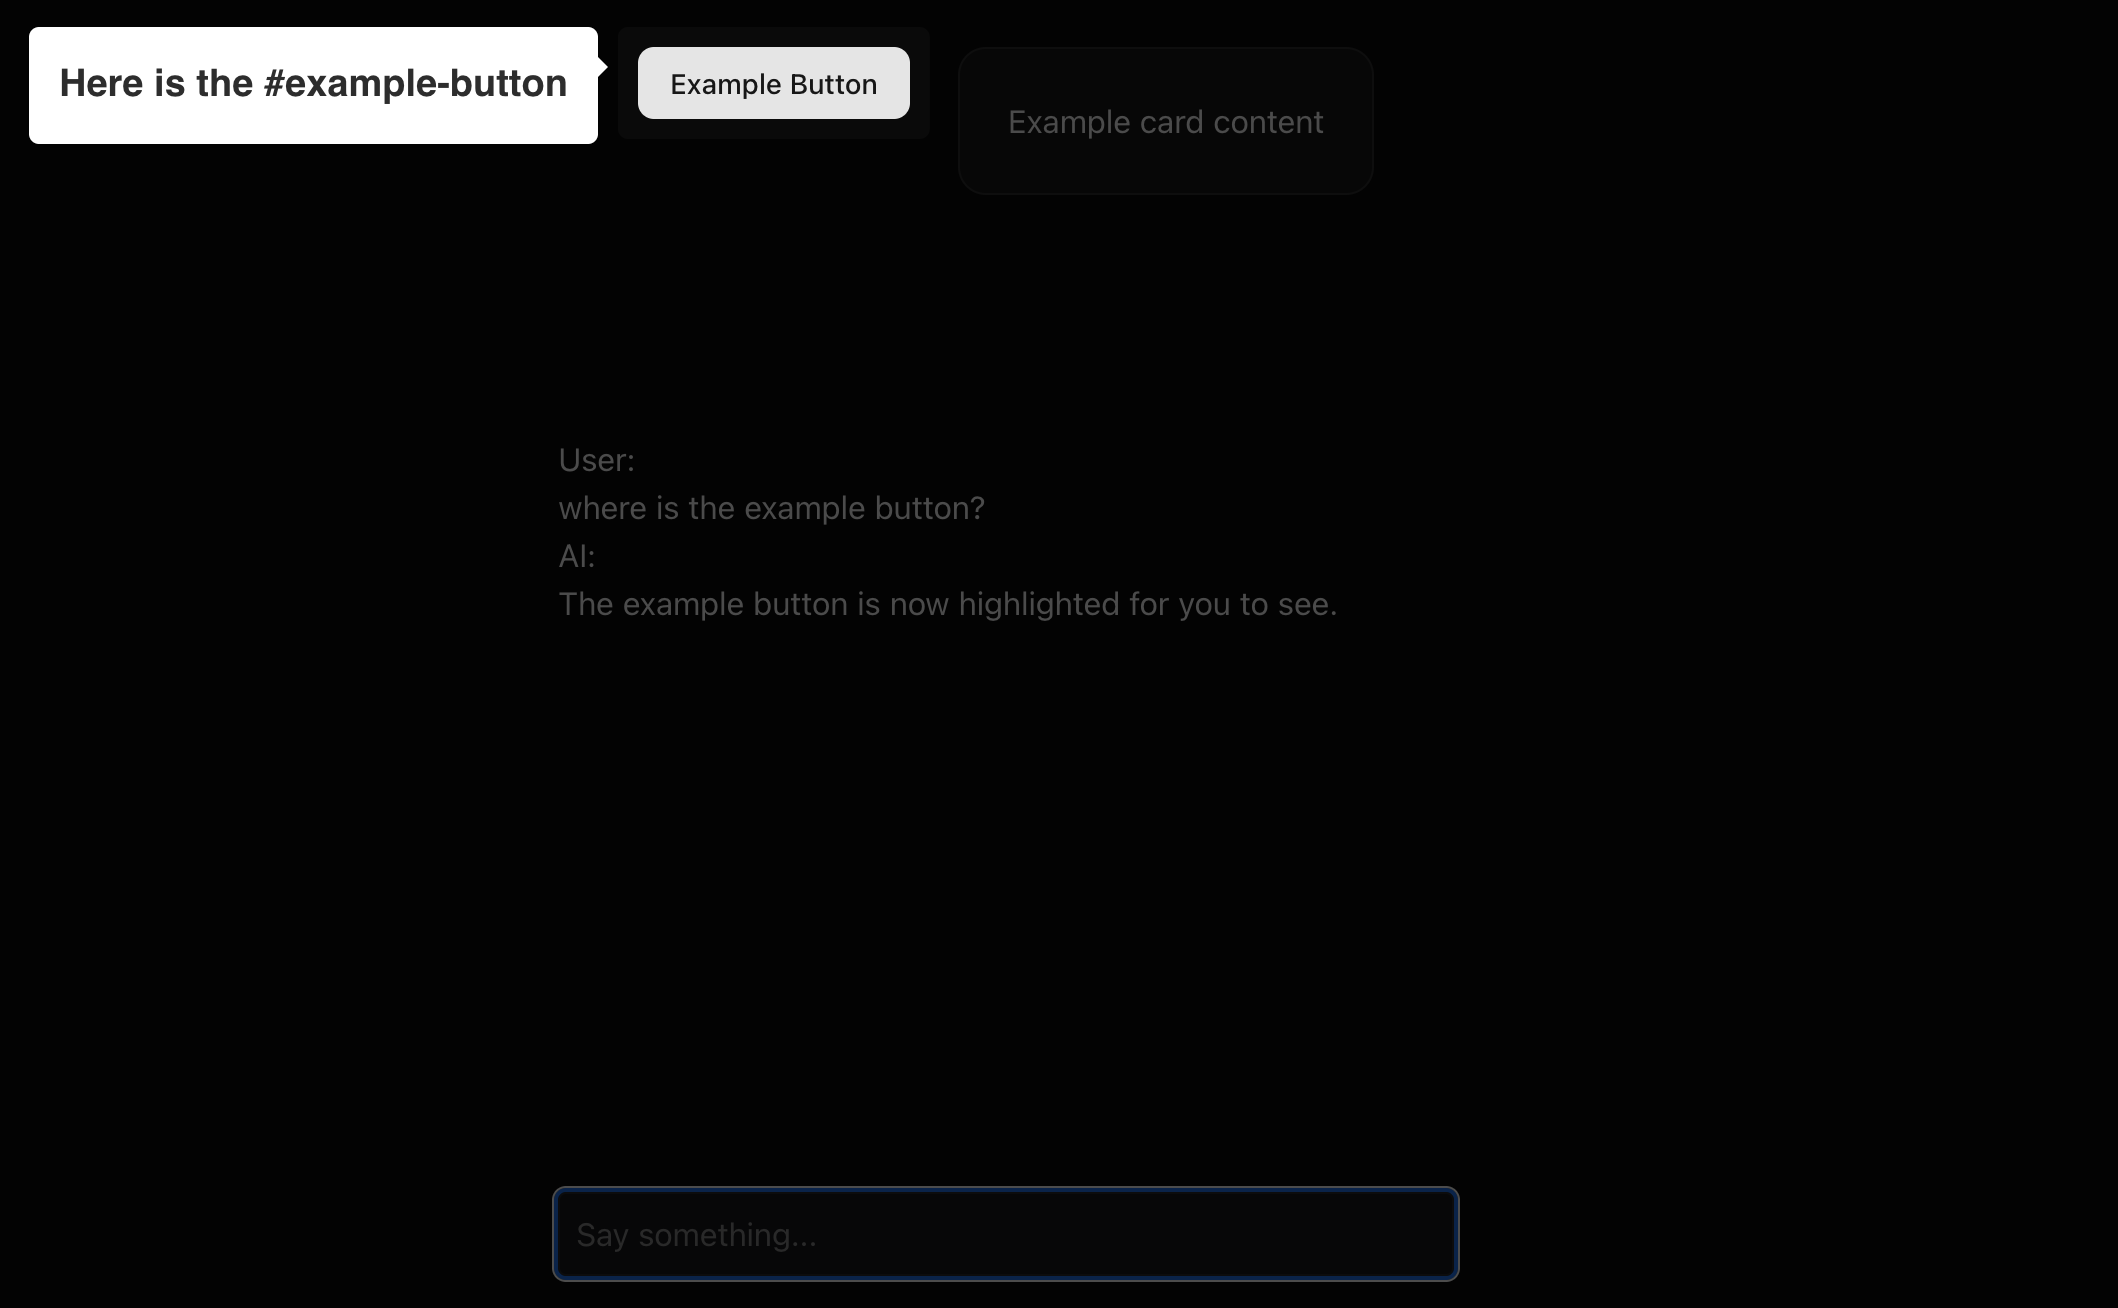 Here is the #example-button
Example Button
Example card content
User:
where is the example button?
AI:
The example button is now highlighted for you to see.
Say something...